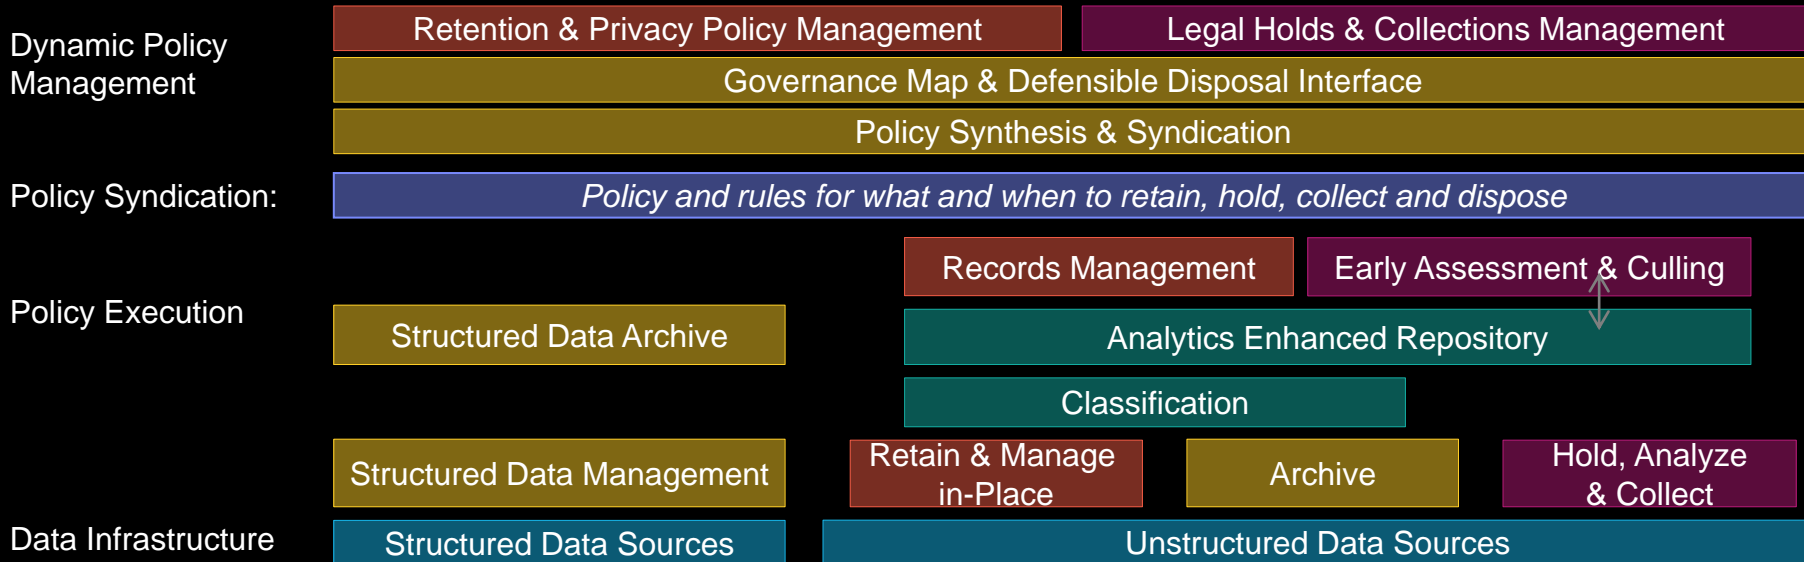 Dynamic Policy
Management
Retention & Privacy Policy Management
Legal Holds & Collections Management
Governance Map & Defensible Disposal Interface
Policy Synthesis & Syndication
Policy Syndication:
Policy and rules for what and when to retain, hold, collect and dispose
Policy Execution
Records Management
Early Assessment & Culling
Structured Data Archive
Analytics Enhanced Repository
Classification
Structured Data Management
Retain & Manage
in-Place
Archive
Hold, Analyze
& Collect
Data Infrastructure
Structured Data Sources
Unstructured Data Sources